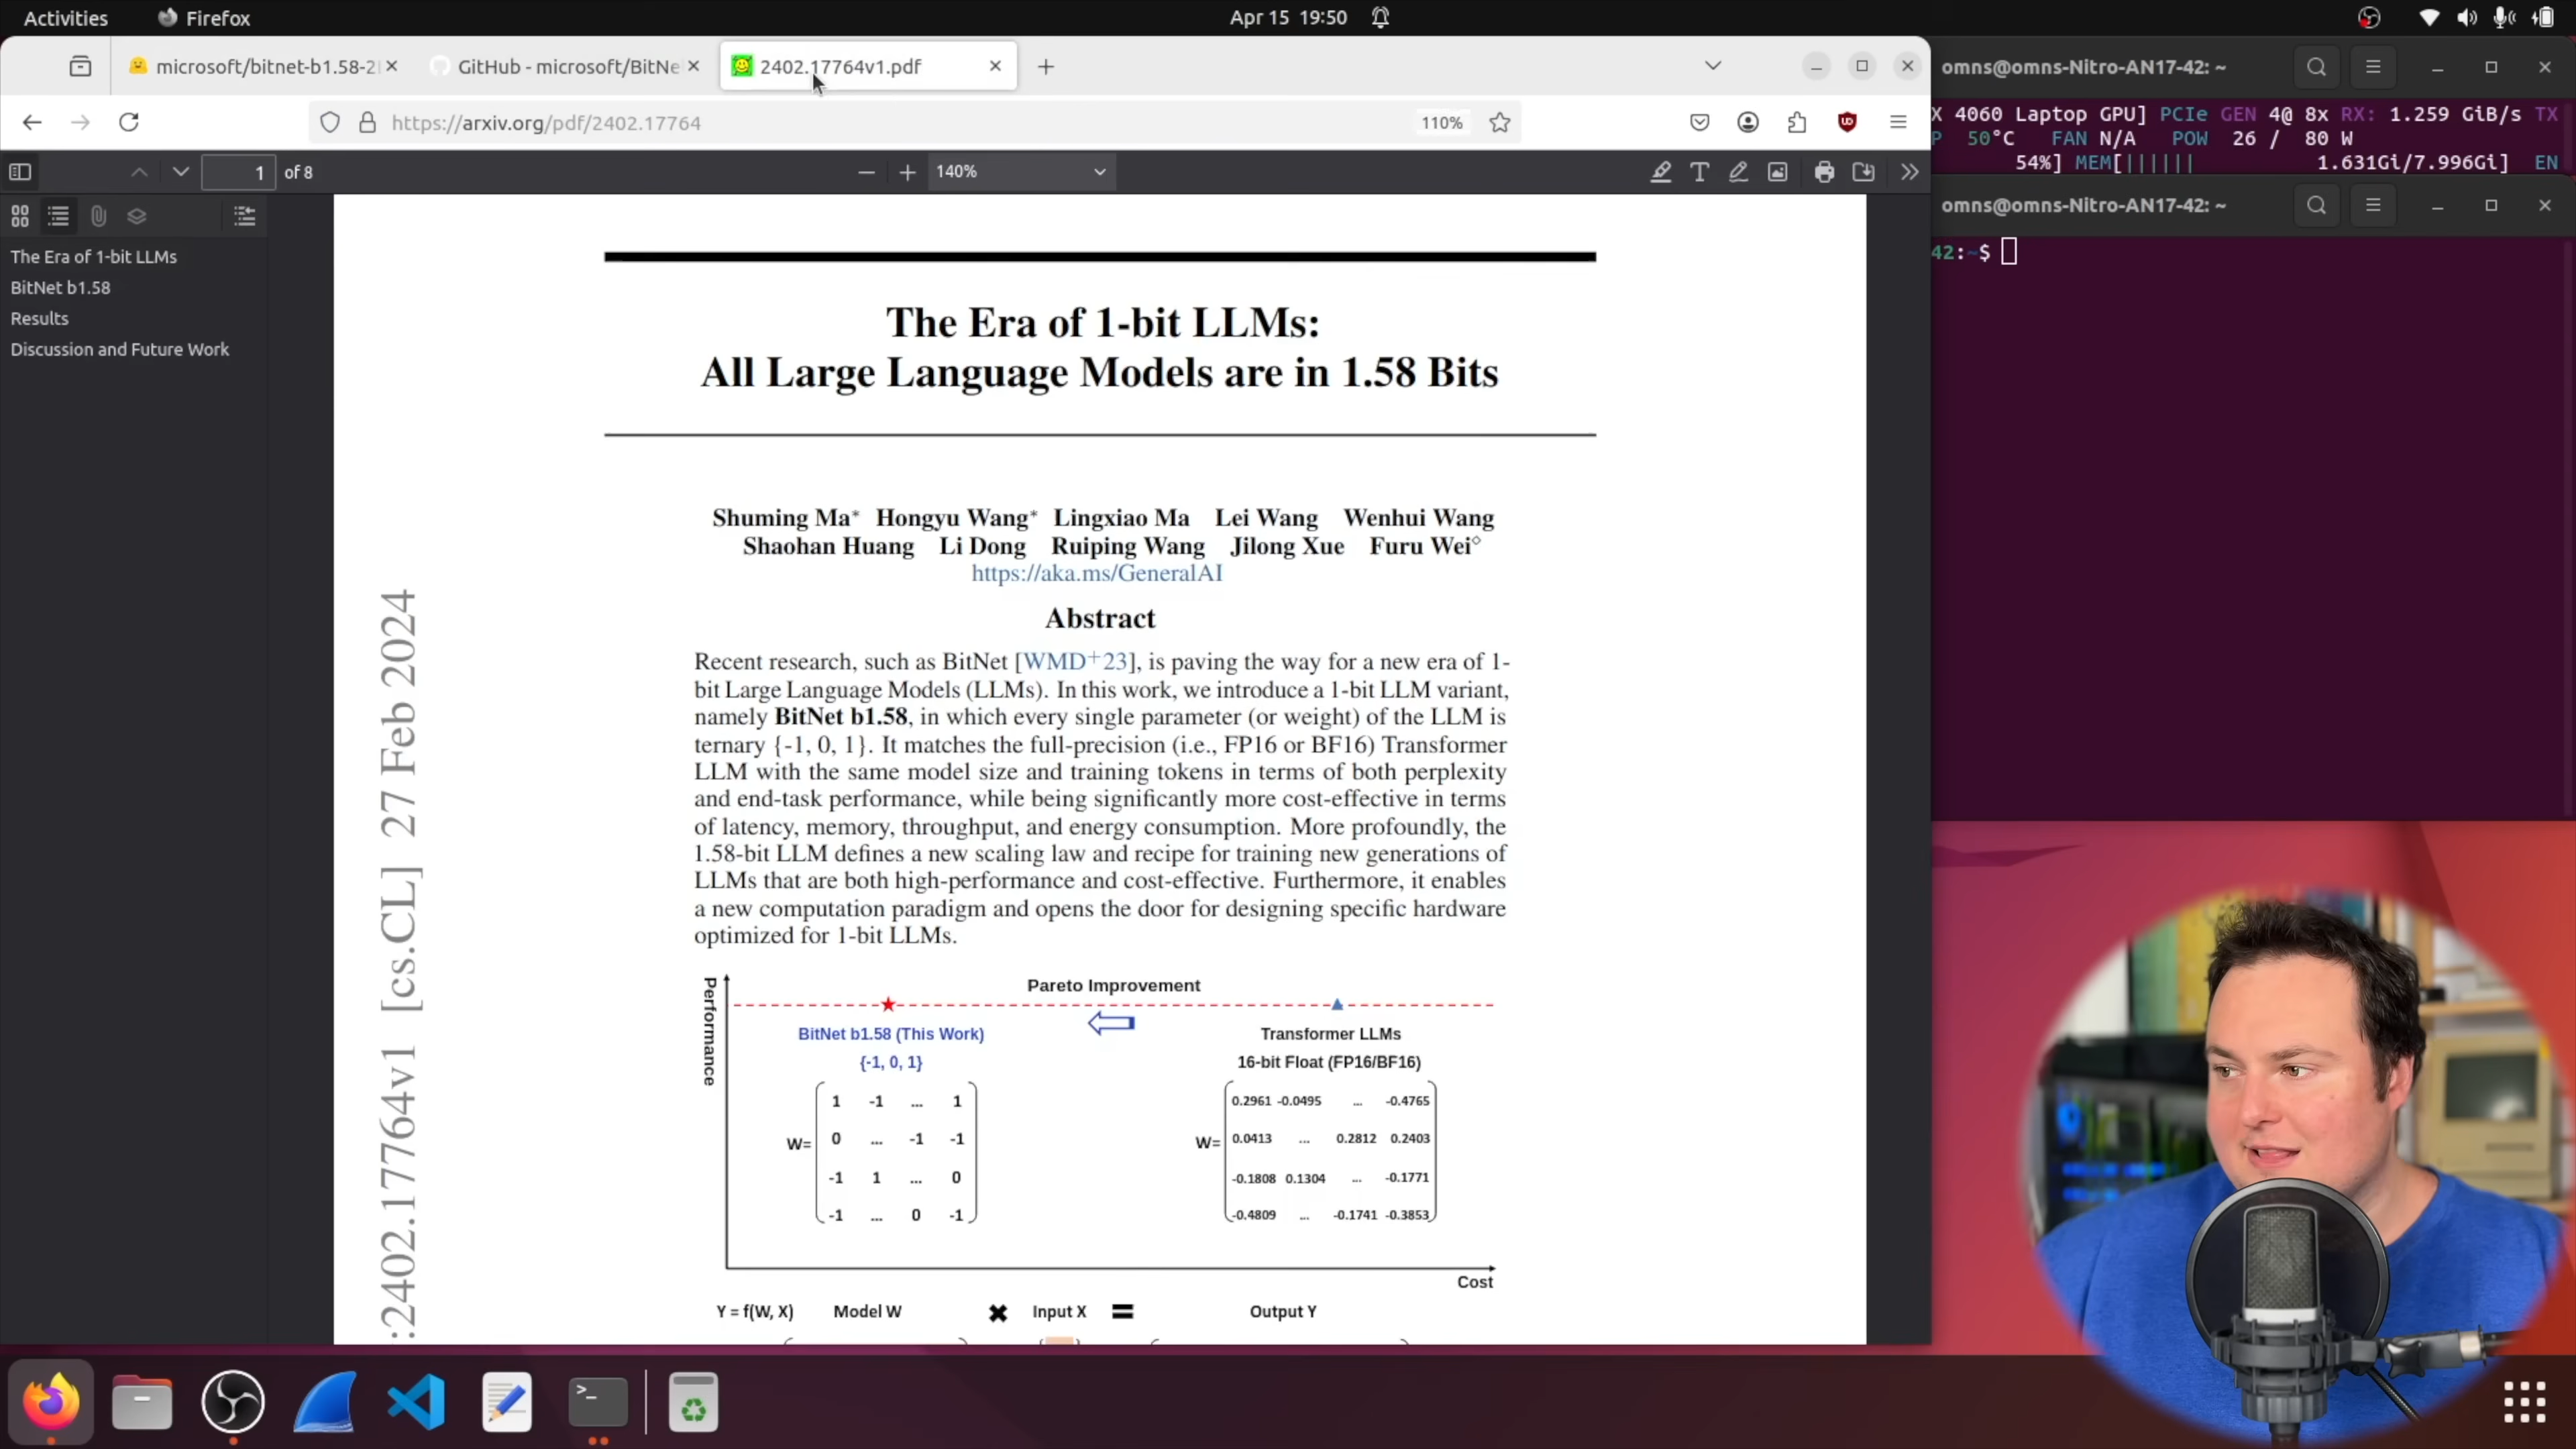 Activities
Firefox
Apr 15 19:50
microsoft/bitnet-b1.58-2
GitHub - microsoft/BitNe
2402.17764v1.pdf
https://arxiv.org/pdf/2402.17764
110%
1 of 8
140%
The Era of 1-bit LLMs
BitNet b1.58
Results
Discussion and Future Work
The Era of 1-bit LLMs:
All Large Language Models are in 1.58 Bits
Shuming Ma* Hongyu Wang* Lingxiao Ma Lei Wang Wenhui Wang
Shaohan Huang Li Dong Ruiping Wang Jilong Xue Furu Wei◇
https://aka.ms/GeneralAI
Abstract
Recent research, such as BitNet [WMD+23], is paving the way for a new era of 1-
bit Large Language Models (LLMs). In this work, we introduce a 1-bit LLM variant,
namely BitNet b1.58, in which every single parameter (or weight) of the LLM is
ternary {-1, 0, 1}. It matches the full-precision (i.e., FP16 or BF16) Transformer
LLM with the same model size and training tokens in terms of both perplexity
and end-task performance, while being significantly more cost-effective in terms
of latency, memory, throughput, and energy consumption. More profoundly, the
1.58-bit LLM defines a new scaling law and recipe for training new generations of
LLMs that are both high-performance and cost-effective. Furthermore, it enables
a new computation paradigm and opens the door for designing specific hardware
optimized for 1-bit LLMs.
:2402.17764v1 [cs.CL] 27 Feb 2024
Performance
Pareto Improvement
BitNet b1.58 (This Work)
{-1, 0, 1}
W=
1 -1 ... 1
0 ... -1 -1
-1 1 ... 0
-1 ... 0 -1
Transformer LLMs
16-bit Float (FP16/BF16)
W=
0.2961 -0.0495 ... -0.4765
0.0413 ... 0.2812 0.2403
-0.1808 0.1304 ... -0.1771
-0.4809 ... -0.1741 -0.3853
Cost
Y = f(W, X) Model W ✖ Input X = Output Y
omns@omns-Nitro-AN17-42: ~
X 4060 Laptop GPU] PCIe GEN 4@ 8x RX: 1.259 GiB/s TX
P 50°C FAN N/A POW 26 / 80 W
54%] MEM[|||||| 1.631Gi/7.996Gi] EN
omns@omns-Nitro-AN17-42: ~
42:~$